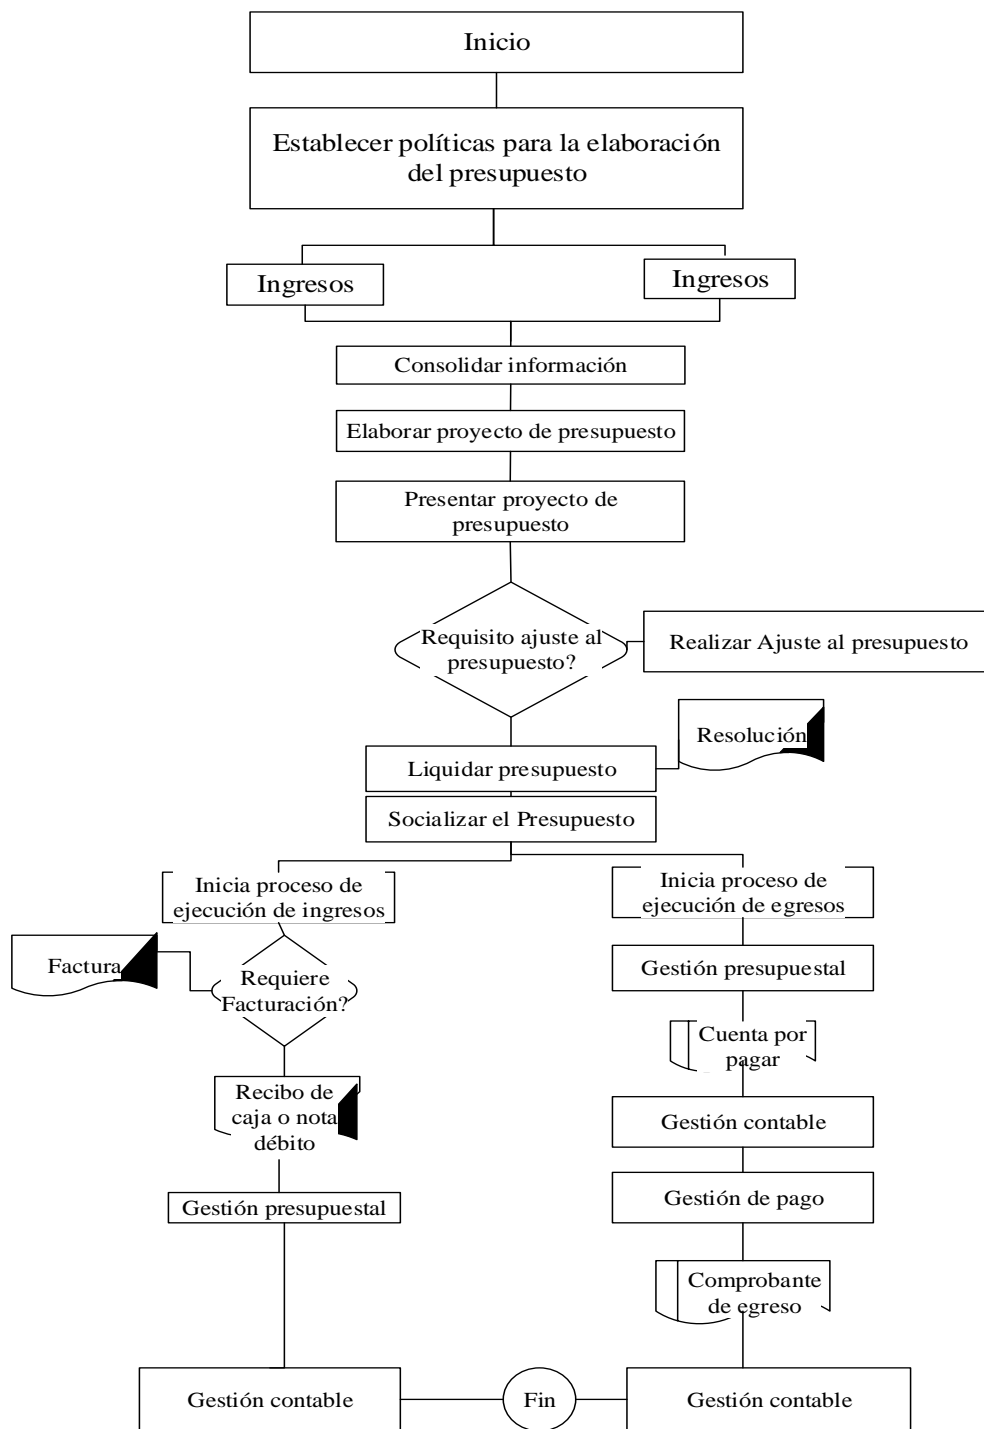 Inicio
Establecer políticas para la elaboración
del presupuesto
Ingresos
Ingresos
Consolidar información
Elaborar proyecto de presupuesto
Presentar proyecto de
presupuesto
Requisito ajuste al
presupuesto?
Realizar Ajuste al presupuesto
Resolución
Liquidar presupuesto
Socializar el Presupuesto
Inicia proceso de
ejecución de ingresos
Inicia proceso de
ejecución de egresos
Factura
Requiere
Facturación?
Gestión presupuestal
Cuenta por
pagar
Recibo de
caja o nota
débito
Gestión contable
Gestión presupuestal
Gestión de pago
Comprobante
de egreso
Gestión contable
Fin
Gestión contable